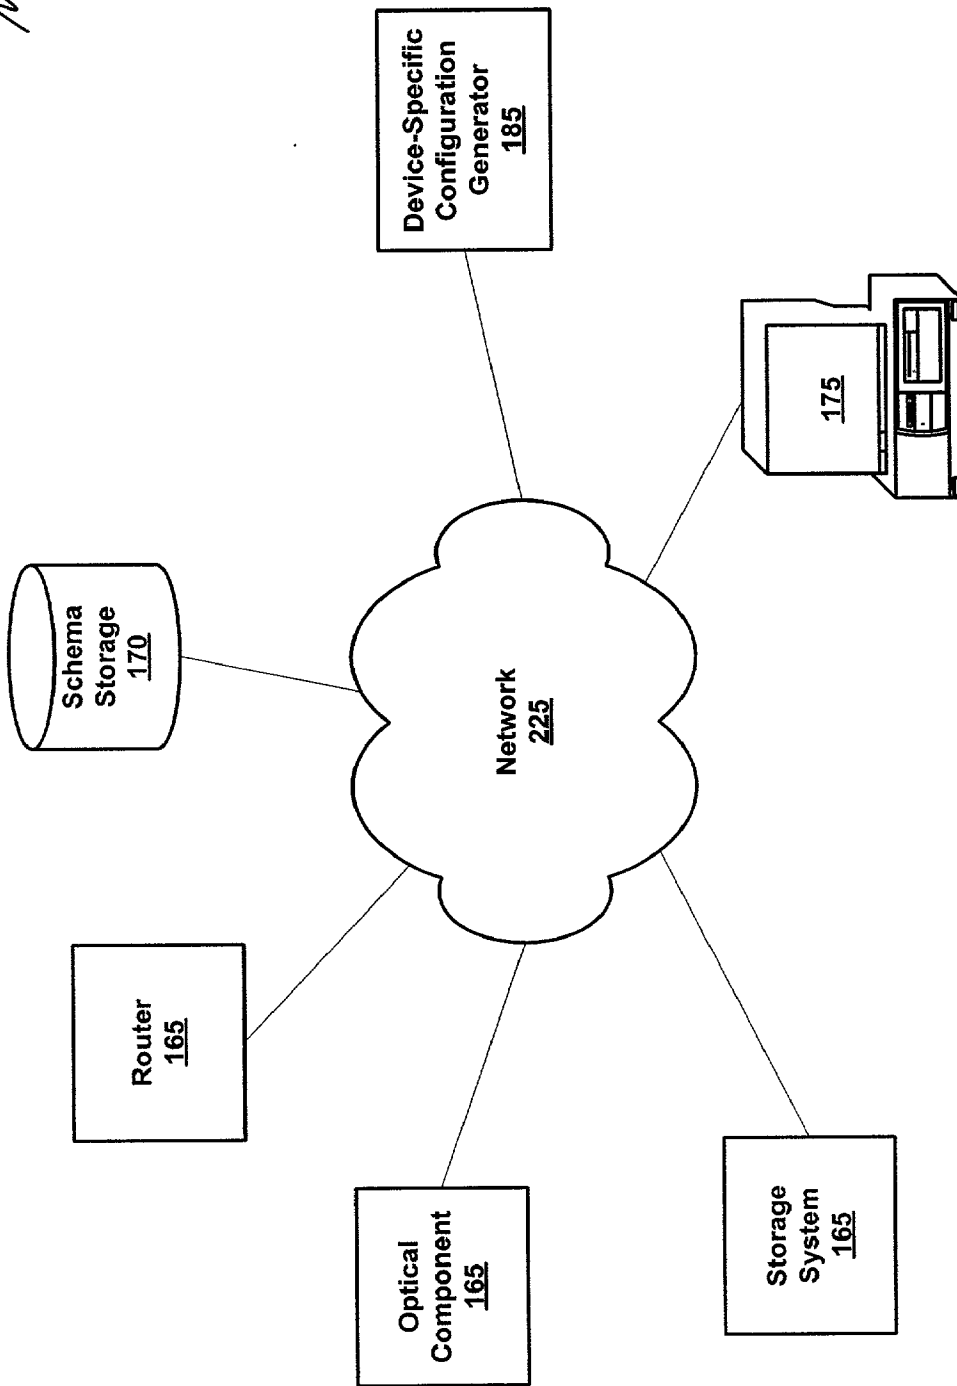 Router
165
Schema
Storage
170
Optical
Component
165
Network
225
Device-Specific
Configuration
Generator
185
Storage
System
165
175